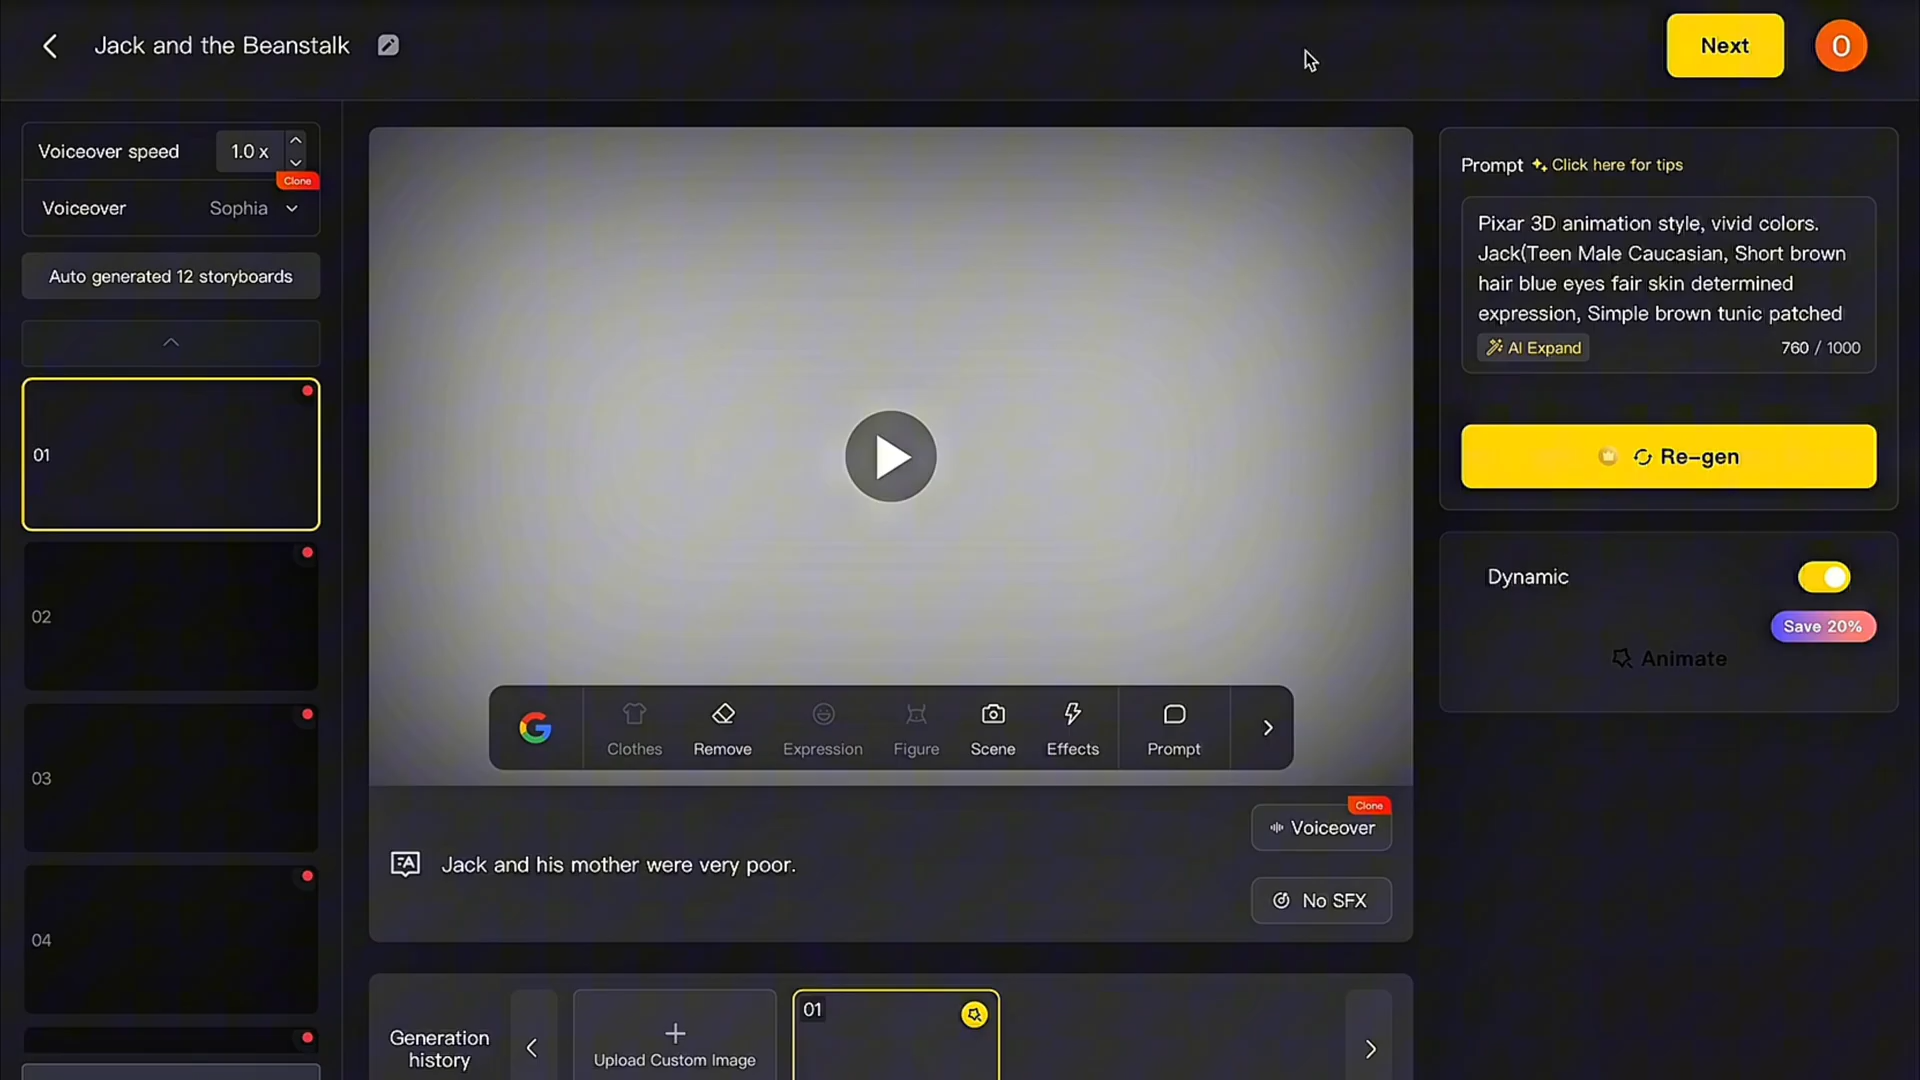 Jack and the Beanstalk
Next
O
Voiceover speed
1.0 x
Clone
Voiceover
Sophia
Auto generated 12 storyboards
01
02
03
04
Clothes
Remove
Expression
Figure
Scene
Effects
Prompt
Jack and his mother were very poor.
Clone
Voiceover
No SFX
Generation
history
Upload Custom Image
01
Prompt
Click here for tips
Pixar 3D animation style, vivid colors.
Jack(Teen Male Caucasian, Short brown
hair blue eyes fair skin determined
expression, Simple brown tunic patched
AI Expand
760 / 1000
Re-gen
Dynamic
Save 20%
Animate